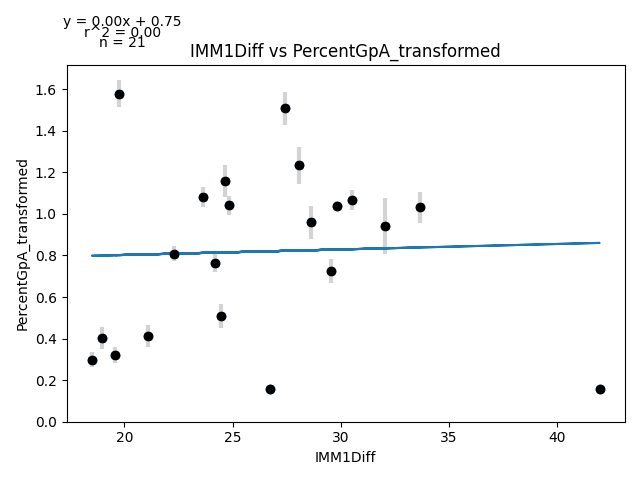 y = 0.00x + 0.75
r^2 = 0.00
n = 21
IMM1Diff vs PercentGpA_transformed
PercentGpA_transformed
1.6
1.4
1.2
1.0
0.8
0.6
0.4
0.2
0.0
20 25 30 35 40
IMM1Diff